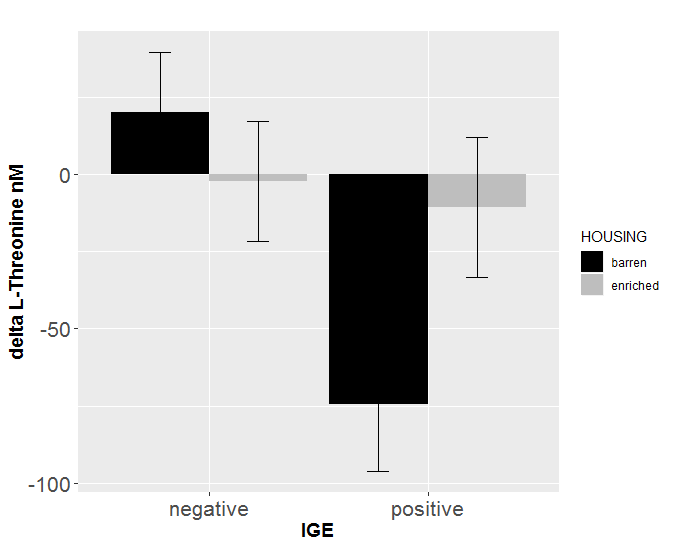 delta L-Threonine nM
0
-50
-100
negative
positive
IGE
HOUSING
barren
enriched